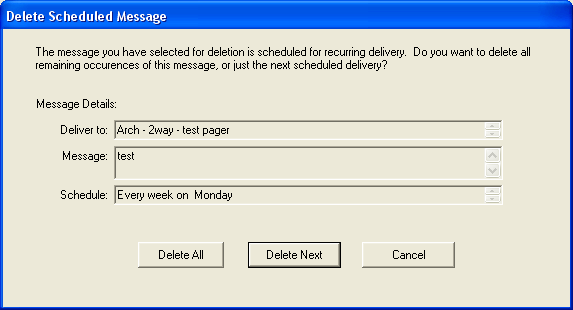 Delete Scheduled Message
The message you have selected for deletion is scheduled for recurring delivery.  Do you want to delete all
remaining occurences of this message, or just the next scheduled delivery?
Message Details:
Deliver to: Arch - 2way - test pager
Message: test
Schedule: Every week on  Monday
Delete All Delete Next Cancel